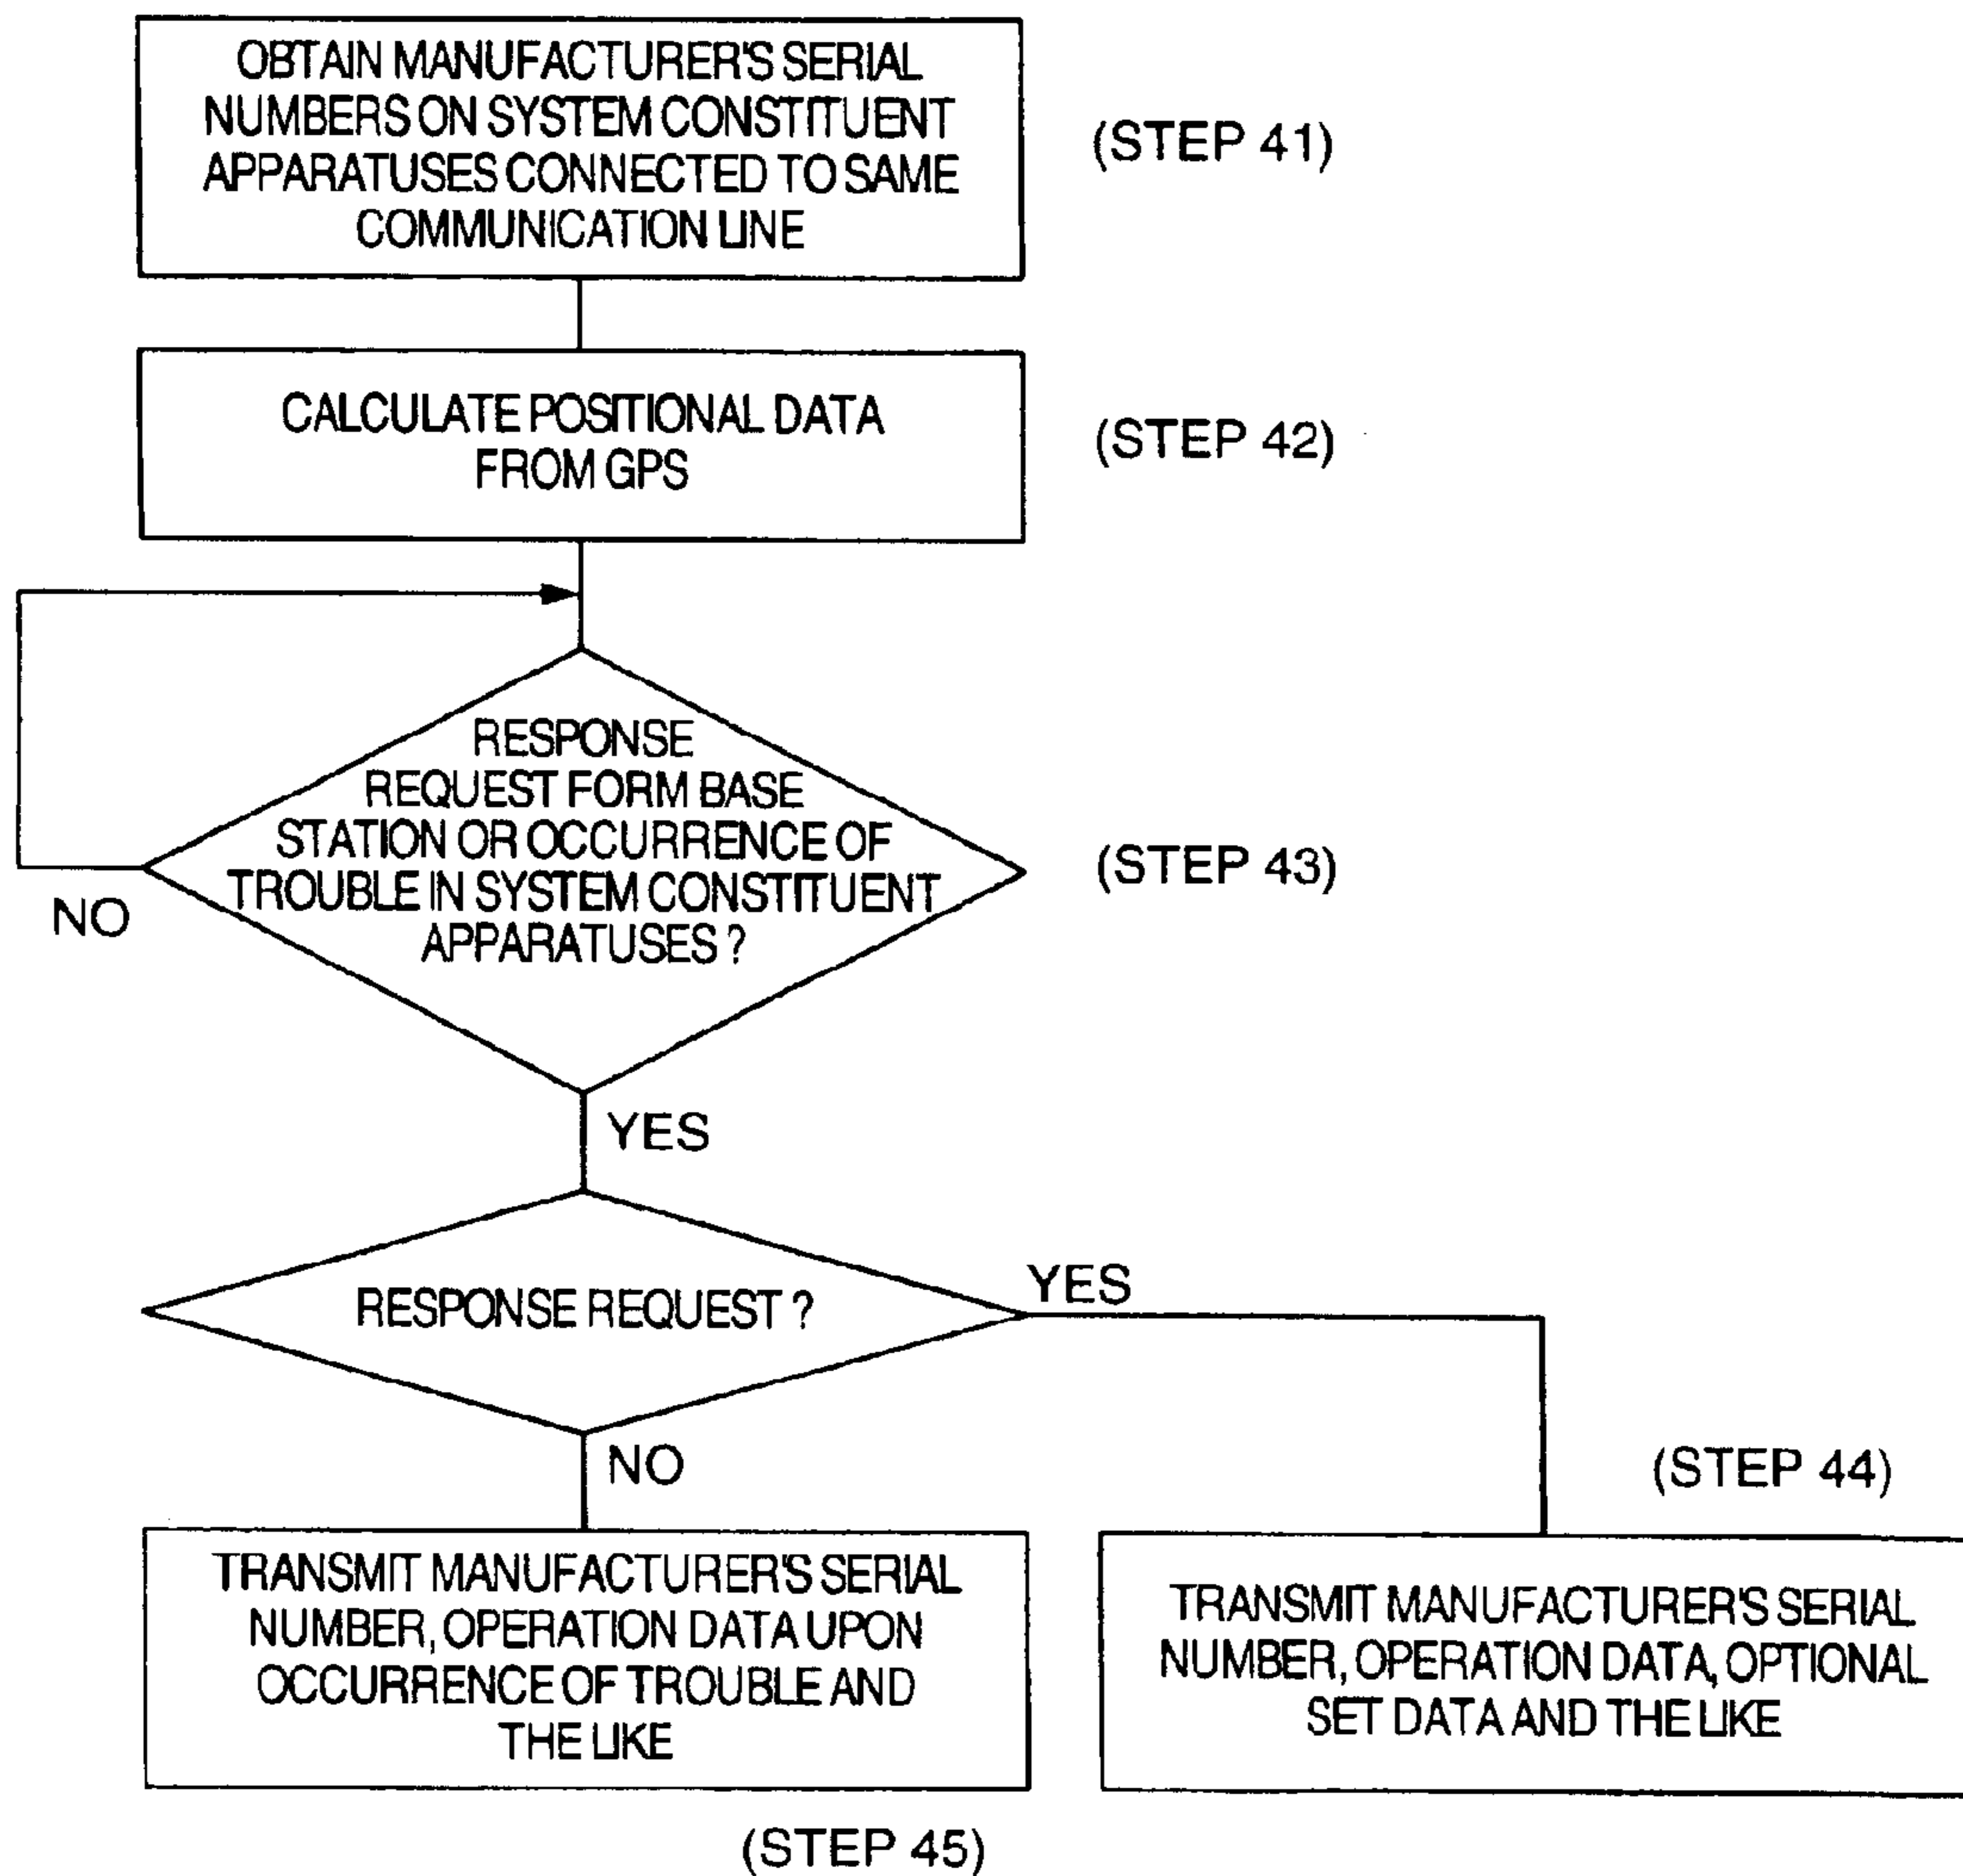 OBTAIN MANUFACTURER'S SERIAL
NUMBERS ON SYSTEM CONSTITUENT
APPARATUSES CONNECTED TO SAME
COMMUNICATION LINE
(STEP 41)
CALCULATE POSITIONAL DATA
FROM GPS
(STEP 42)
RESPONSE
REQUEST FORM BASE
STATION OR OCCURRENCE OF
TROUBLE IN SYSTEM CONSTITUENT
APPARATUSES ?
(STEP 43)
NO
YES
RESPONSE REQUEST ?
YES
NO
(STEP 44)
TRANSMIT MANUFACTURER'S SERIAL
NUMBER, OPERATION DATA UPON
OCCURRENCE OF TROUBLE AND
THE LIKE
TRANSMIT MANUFACTURER'S SERIAL
NUMBER, OPERATION DATA, OPTIONAL
SET DATA AND THE LIKE
(STEP 45)